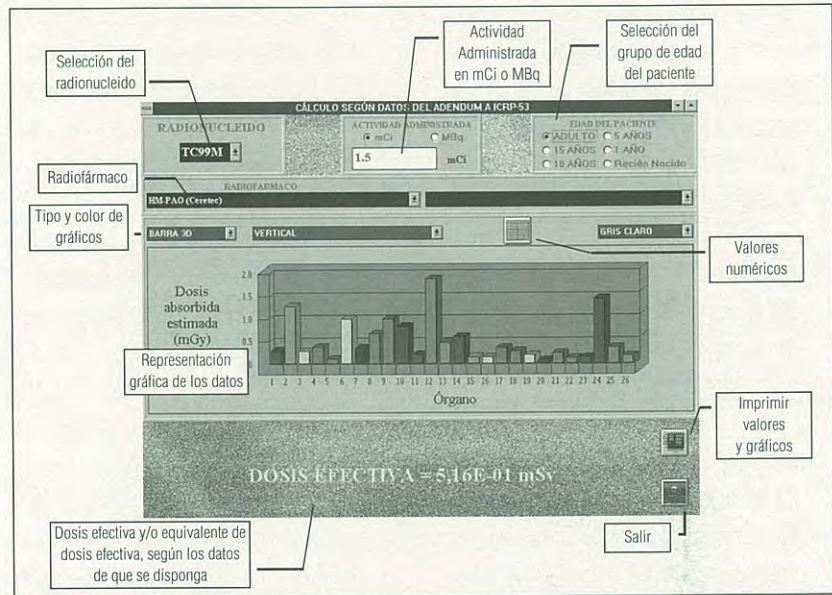 Selección del
radionucleido
Actividad
Administrada
en mCi o MBq
Selección del
grupo de edad
del paciente
CÁLCULO SEGÚN DATOS DEL ADENDUM A ICRP-53
RADIONUCLEIDO
TC99M
ACTIVIDAD ADMINISTRADA
mCi MBq
1.5 mCi
EDAD DEL PACIENTE
ADULTO 5 AÑOS
15 AÑOS 1 AÑO
10 AÑOS Recién Nacido
Radiofármaco
RADIOFARMACO
HM-PAO (Ceretec)
Tipo y color de
gráficos
BARRA 3D VERTICAL GRIS CLARO
Valores
numéricos
Dosis
absorbida
estimada
(mGy)
2.0
1.5
1.0
0.5
0.0
Representación
gráfica de los datos
1 2 3 4 5 6 7 8 9 10 11 12 13 14 15 16 17 18 19 20 21 22 23 24 25 26
Órgano
Imprimir
valores
y gráficos
DOSIS EFECTIVA = 5,16E-01 mSv
Salir
Dosis efectiva y/o equivalente de
dosis efectiva, según los datos
de que se disponga